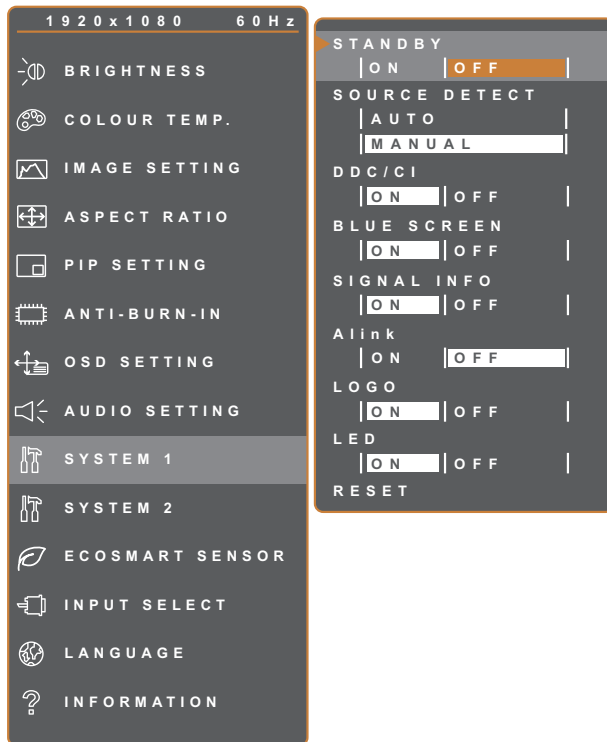 1920x1080 60Hz
BRIGHTNESS
COLOUR TEMP.
IMAGE SETTING
ASPECT RATIO
PIP SETTING
ANTI-BURN-IN
OSD SETTING
AUDIO SETTING
SYSTEM 1
SYSTEM 2
ECOSMART SENSOR
INPUT SELECT
LANGUAGE
INFORMATION
STANDBY
ON OFF
SOURCE DETECT
AUTO
MANUAL
DDC/CI
ON OFF
BLUE SCREEN
ON OFF
SIGNAL INFO
ON OFF
Alink
ON OFF
LOGO
ON OFF
LED
ON OFF
RESET